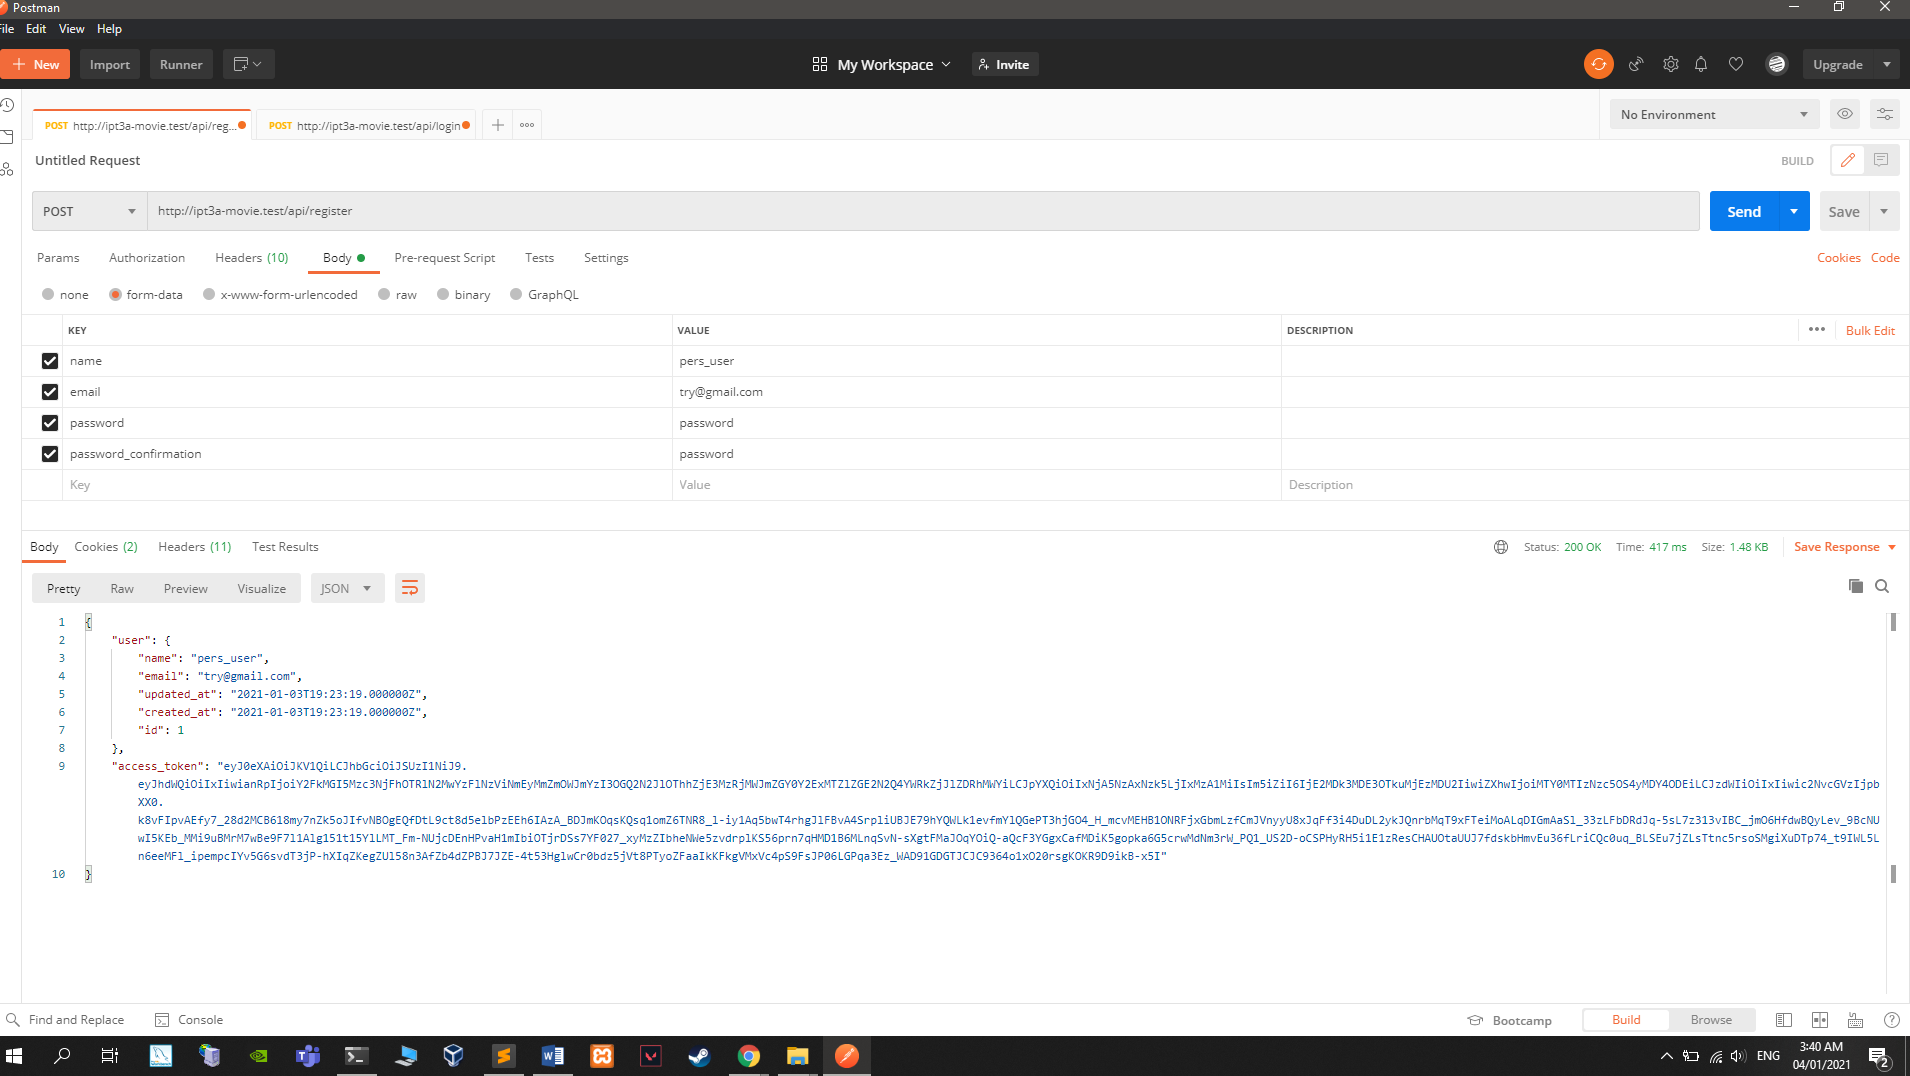 Postman
File Edit View Help
New Import Runner My Workspace Invite Upgrade
POST http://ipt3a-movie.test/api/reg... POST http://ipt3a-movie.test/api/login No Environment
Untitled Request BUILD
POST http://ipt3a-movie.test/api/register Send Save
Params Authorization Headers (10) Body Pre-request Script Tests Settings Cookies Code
none form-data x-www-form-urlencoded raw binary GraphQL
KEY VALUE DESCRIPTION Bulk Edit
name pers_user
email try@gmail.com
password password
password_confirmation password
Key Value Description
Body Cookies (2) Headers (11) Test Results Status: 200 OK Time: 417 ms Size: 1.48 KB Save Response
Pretty Raw Preview Visualize JSON
1 {
2 "user": {
3 "name": "pers_user",
4 "email": "try@gmail.com",
5 "updated_at": "2021-01-03T19:23:19.000000Z",
6 "created_at": "2021-01-03T19:23:19.000000Z",
7 "id": 1
8 },
9 "access_token": "eyJ0eXAiOiJKV1QiLCJhbGciOiJSUzI1NiJ9.
XX0.
10 }
Find and Replace Console Bootcamp Build Browse
ENG 3:40 AM
04/01/2021 2